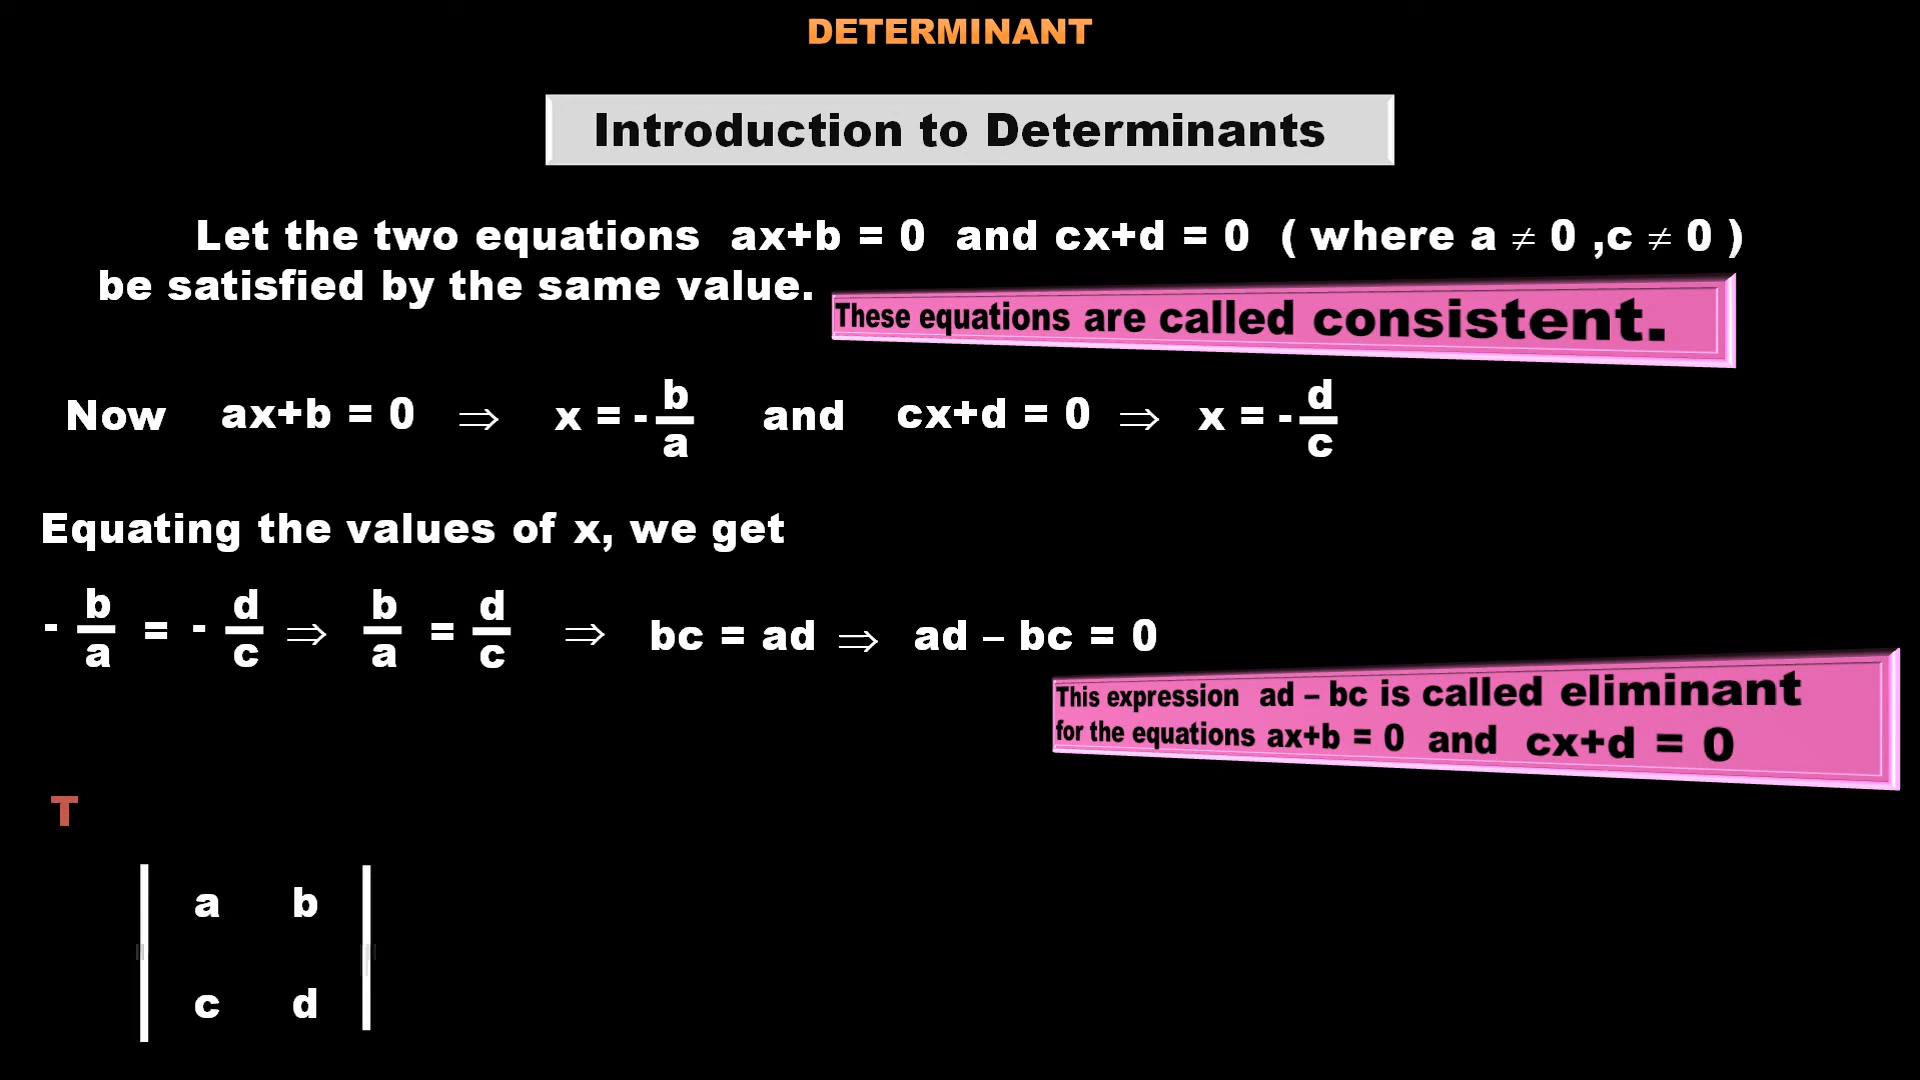 DETERMINANT
Introduction to Determinants
Let the two equations ax+b = 0 and cx+d = 0 ( where a ≠ 0 ,c ≠ 0 )
be satisfied by the same value.
These equations are called consistent.
Now ax+b = 0 ⇒ x = - b/a and cx+d = 0 ⇒ x = - d/c
Equating the values of x, we get
- b/a = - d/c ⇒ b/a = d/c ⇒ bc = ad ⇒ ad – bc = 0
This expression ad – bc is called eliminant
for the equations ax+b = 0 and cx+d = 0
T
a b
c d